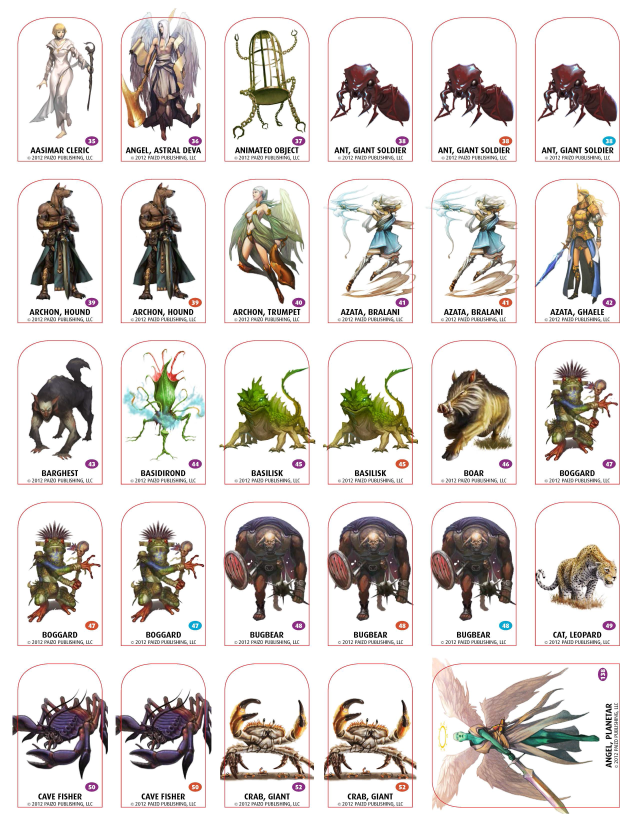 35
AASIMAR CLERIC
© 2012 PAIZO PUBLISHING, LLC
36
ANGEL, ASTRAL DEVA
© 2012 PAIZO PUBLISHING, LLC
37
ANIMATED OBJECT
© 2012 PAIZO PUBLISHING, LLC
38
ANT, GIANT SOLDIER
© 2012 PAIZO PUBLISHING, LLC
38
ANT, GIANT SOLDIER
© 2012 PAIZO PUBLISHING, LLC
38
ANT, GIANT SOLDIER
© 2012 PAIZO PUBLISHING, LLC
39
ARCHON, HOUND
© 2012 PAIZO PUBLISHING, LLC
39
ARCHON, HOUND
© 2012 PAIZO PUBLISHING, LLC
40
ARCHON, TRUMPET
© 2012 PAIZO PUBLISHING, LLC
41
AZATA, BRALANI
© 2012 PAIZO PUBLISHING, LLC
41
AZATA, BRALANI
© 2012 PAIZO PUBLISHING, LLC
42
AZATA, GHAELE
© 2012 PAIZO PUBLISHING, LLC
43
BARGHEST
© 2012 PAIZO PUBLISHING, LLC
44
BASIDIROND
© 2012 PAIZO PUBLISHING, LLC
45
BASILISK
© 2012 PAIZO PUBLISHING, LLC
45
BASILISK
© 2012 PAIZO PUBLISHING, LLC
46
BOAR
© 2012 PAIZO PUBLISHING, LLC
47
BOGGARD
© 2012 PAIZO PUBLISHING, LLC
47
BOGGARD
© 2012 PAIZO PUBLISHING, LLC
47
BOGGARD
© 2012 PAIZO PUBLISHING, LLC
48
BUGBEAR
© 2012 PAIZO PUBLISHING, LLC
48
BUGBEAR
© 2012 PAIZO PUBLISHING, LLC
48
BUGBEAR
© 2012 PAIZO PUBLISHING, LLC
49
CAT, LEOPARD
© 2012 PAIZO PUBLISHING, LLC
50
CAVE FISHER
© 2012 PAIZO PUBLISHING, LLC
50
CAVE FISHER
© 2012 PAIZO PUBLISHING, LLC
52
CRAB, GIANT
© 2012 PAIZO PUBLISHING, LLC
52
CRAB, GIANT
© 2012 PAIZO PUBLISHING, LLC
ANGEL, PLANETAR
© 2012 PAIZO PUBLISHING, LLC